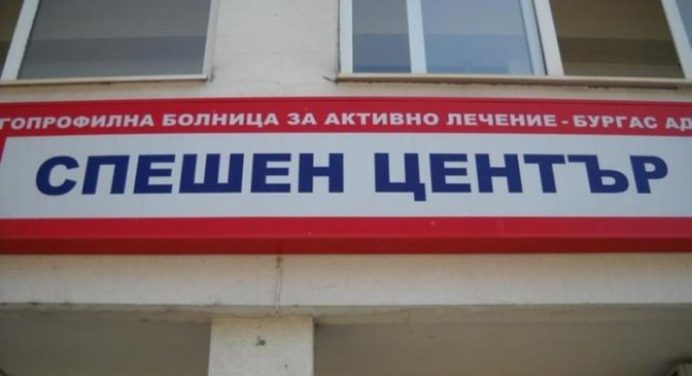 ГОПРОФИЛНА БОЛНИЦА ЗА АКТИВНО ЛЕЧЕНИЕ - БУРГАС АД
СПЕШЕН ЦЕНТЪР